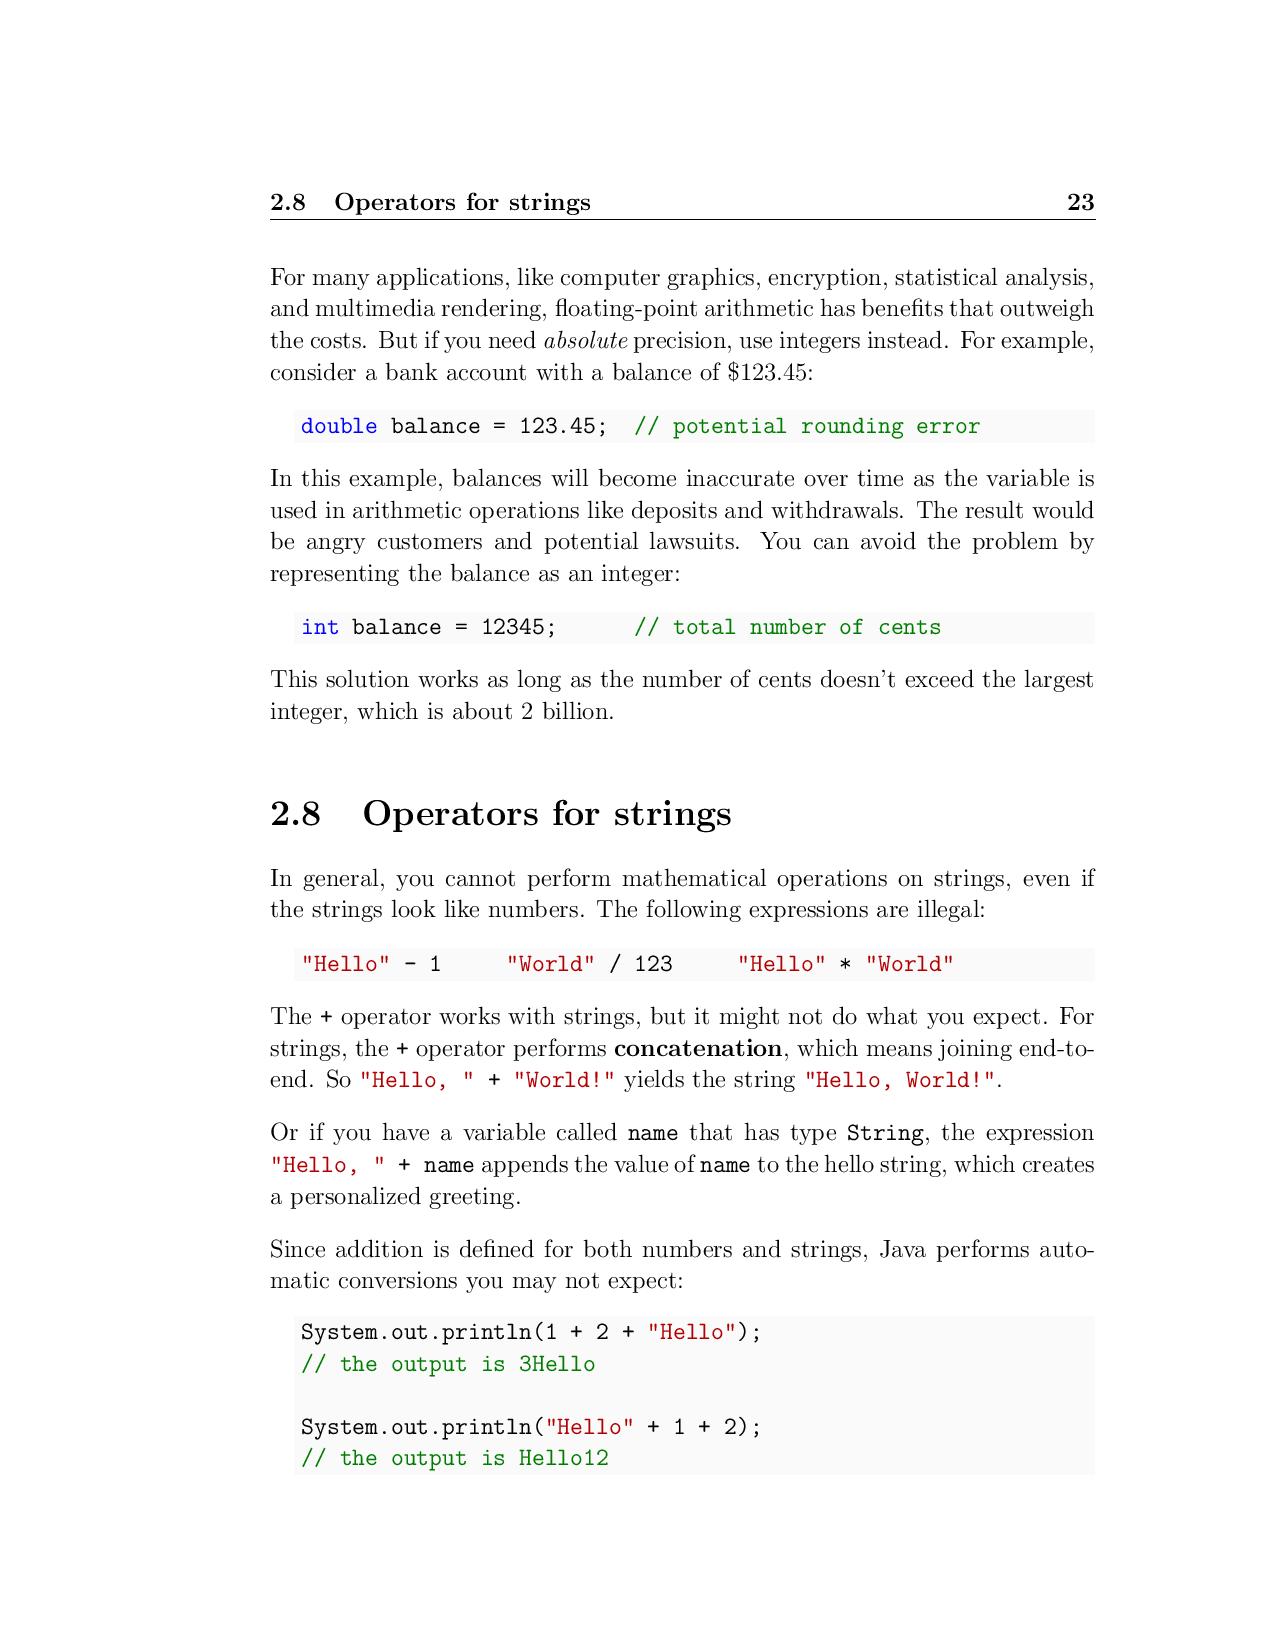 2.8 Operators for strings 23
For many applications, like computer graphics, encryption, statistical analysis,
and multimedia rendering, floating-point arithmetic has benefits that outweigh
the costs. But if you need absolute precision, use integers instead. For example,
consider a bank account with a balance of $123.45:
double balance = 123.45;  // potential rounding error
In this example, balances will become inaccurate over time as the variable is
used in arithmetic operations like deposits and withdrawals. The result would
be angry customers and potential lawsuits. You can avoid the problem by
representing the balance as an integer:
int balance = 12345;      // total number of cents
This solution works as long as the number of cents doesn't exceed the largest
integer, which is about 2 billion.
2.8 Operators for strings
In general, you cannot perform mathematical operations on strings, even if
the strings look like numbers. The following expressions are illegal:
"Hello" - 1     "World" / 123     "Hello" * "World"
The + operator works with strings, but it might not do what you expect. For
strings, the + operator performs concatenation, which means joining end-to-
end. So "Hello, " + "World!" yields the string "Hello, World!".
Or if you have a variable called name that has type String, the expression
"Hello, " + name appends the value of name to the hello string, which creates
a personalized greeting.
Since addition is defined for both numbers and strings, Java performs auto-
matic conversions you may not expect:
System.out.println(1 + 2 + "Hello");
// the output is 3Hello
System.out.println("Hello" + 1 + 2);
// the output is Hello12